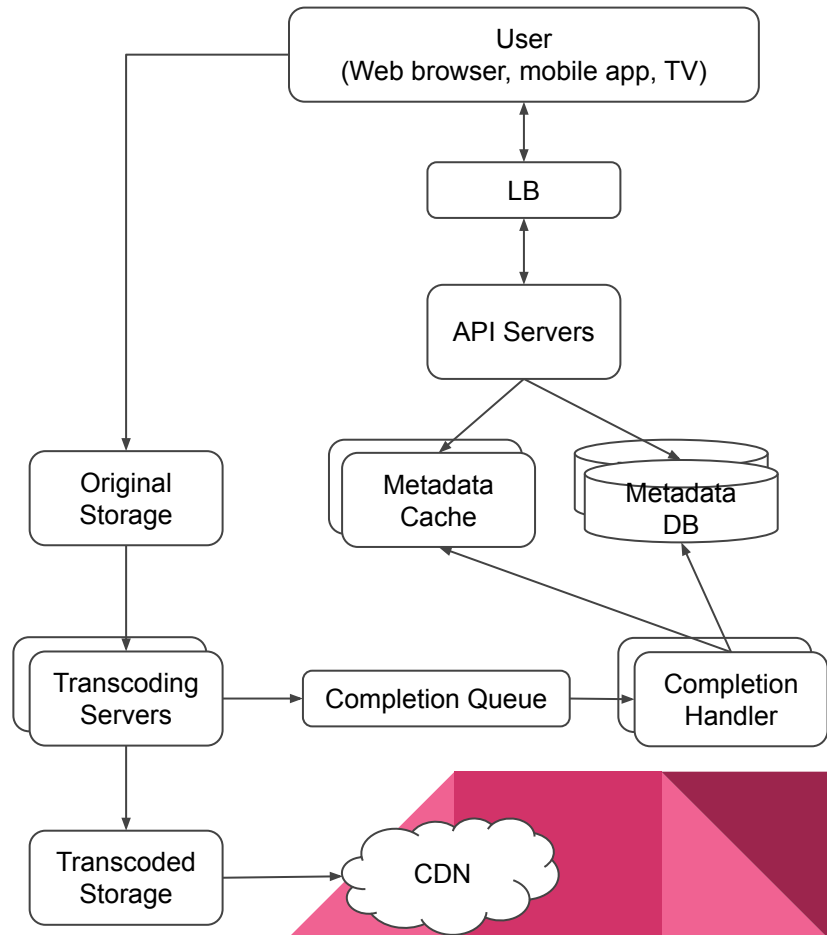 User
(Web browser, mobile app, TV)
LB
API Servers
Original
Storage
Metadata
Cache
Metadata
DB
Transcoding
Servers
Completion Queue
Completion
Handler
Transcoded
Storage
CDN